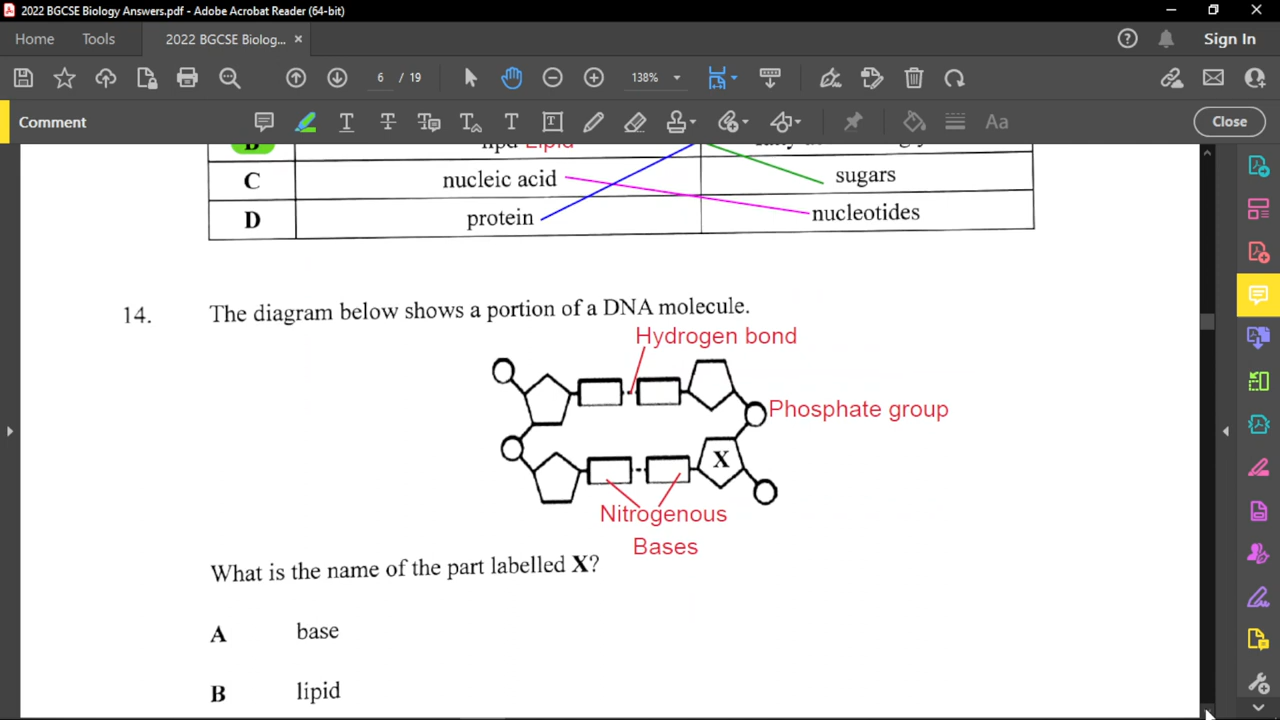 2022 BGCSE Biology Answers.pdf - Adobe Acrobat Reader (64-bit)
Home Tools 2022 BGCSE Biolog... × Sign In
6 / 19 138%
Comment Close
B Lipid
C nucleic acid sugars
D protein nucleotides
14. The diagram below shows a portion of a DNA molecule.
Hydrogen bond
Phosphate group
X
Nitrogenous
Bases
What is the name of the part labelled X?
A base
B lipid